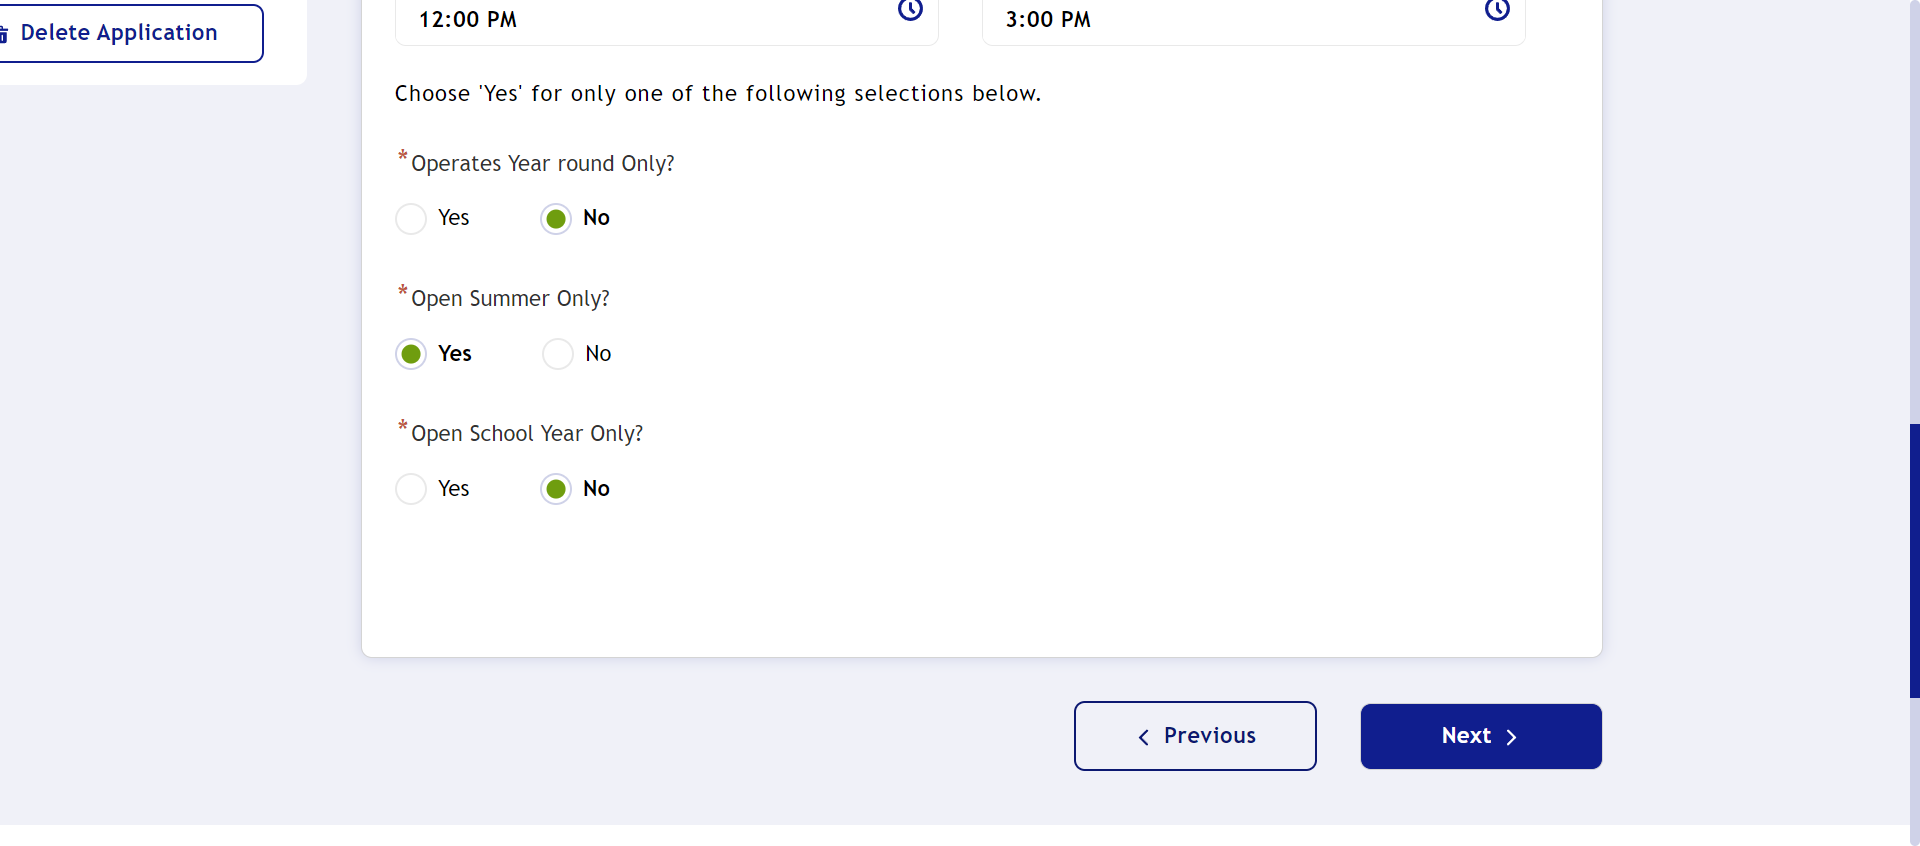 Delete Application
12:00 PM
3:00 PM
Choose 'Yes' for only one of the following selections below.
*Operates Year round Only?
Yes No
*Open Summer Only?
Yes No
*Open School Year Only?
Yes No
Previous
Next